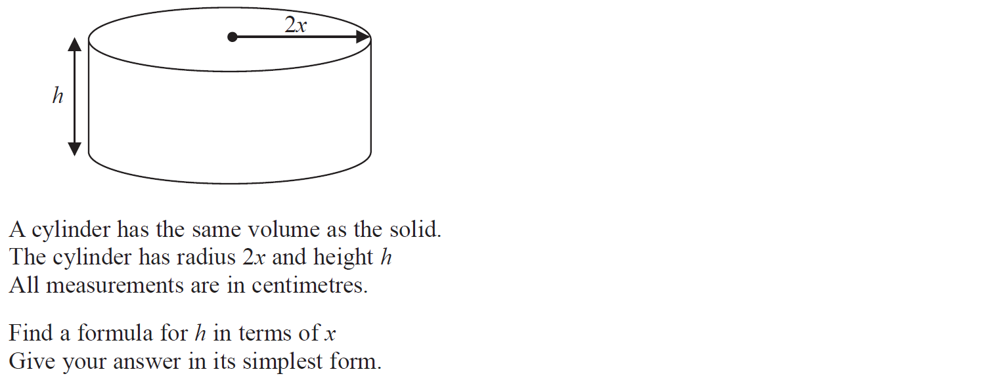 2x
h
A cylinder has the same volume as the solid.
The cylinder has radius 2x and height h
All measurements are in centimetres.
Find a formula for h in terms of x
Give your answer in its simplest form.